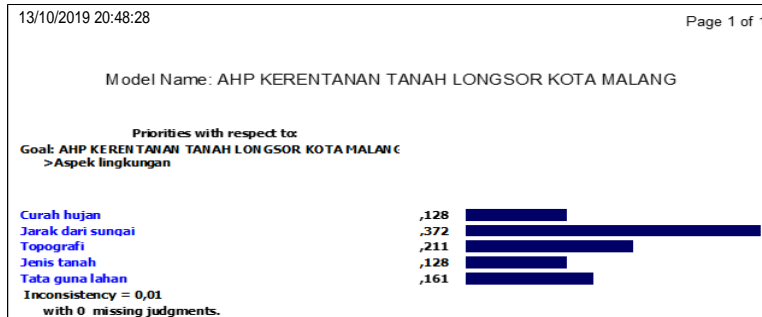 13/10/2019 20:48:28 Page 1 of 1
Model Name: AHP KERENTANAN TANAH LONGSOR KOTA MALANG
Priorities with respect to:
Goal: AHP KERENTANAN TANAH LONGSOR KOTA MALANG
>Aspek lingkungan
Curah hujan ,128
Jarak dari sungai ,372
Topografi ,211
Jenis tanah ,128
Tata guna lahan ,161
Inconsistency = 0,01
with 0 missing judgments.